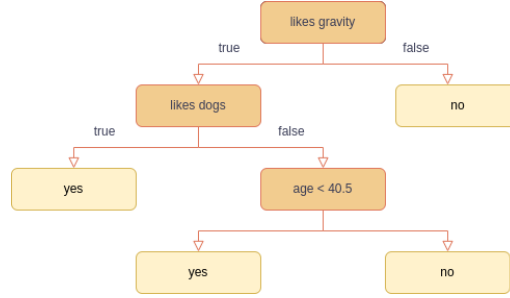 likes gravity
true
false
likes dogs
no
true
false
yes
age < 40.5
yes
no